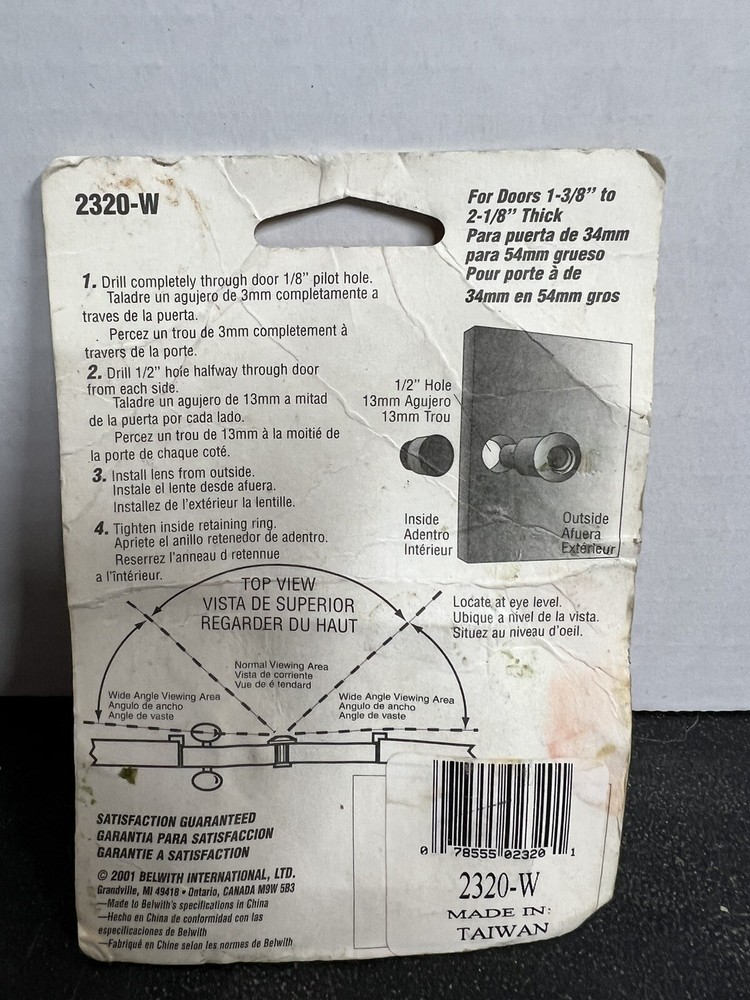 2320-W
For Doors 1-3/8" to
2-1/8" Thick
Para puerta de 34mm
para 54mm grueso
Pour porte à de
34mm en 54mm gros
1. Drill completely through door 1/8" pilot hole.
Taladre un agujero de 3mm completamente a
traves de la puerta.
Percez un trou de 3mm completement à
travers de la porte.
2. Drill 1/2" hole halfway through door
from each side.
Taladre un agujero de 13mm a mitad
de la puerta por cada lado.
Percez un trou de 13mm à la moitié de
la porte de chaque coté.
3. Install lens from outside.
Instale el lente desde afuera.
Installez de l'extérieur la lentille.
4. Tighten inside retaining ring.
Apriete el anillo retenedor de adentro.
Reserrez l'anneau d retennue
a l'intérieur.
1/2" Hole
13mm Agujero
13mm Trou
Inside
Adentro
Intérieur
Outside
Afuera
Extérieur
TOP VIEW
VISTA DE SUPERIOR
REGARDER DU HAUT
Locate at eye level.
Ubique a nivel de la vista.
Situez au niveau d'oeil.
Normal Viewing Area
Vista de corriente
Vue de é tendard
Wide Angle Viewing Area
Angulo de ancho
Angle de vaste
Wide Angle Viewing Area
Angulo de ancho
Angle de vaste
SATISFACTION GUARANTEED
GARANTIA PARA SATISFACCION
GARANTIE A SATISFACTION
© 2001 BELWITH INTERNATIONAL, LTD.
Grandville, MI 49418 • Ontario, CANADA M9W 5B3
—Made to Belwith's specifications in China
—Hecho en China de conformidad con las
especificaciones de Belwith
—Fabriqué en Chine selon les normes de Belwith
0 78555 02320 1
2320-W
MADE IN:
TAIWAN